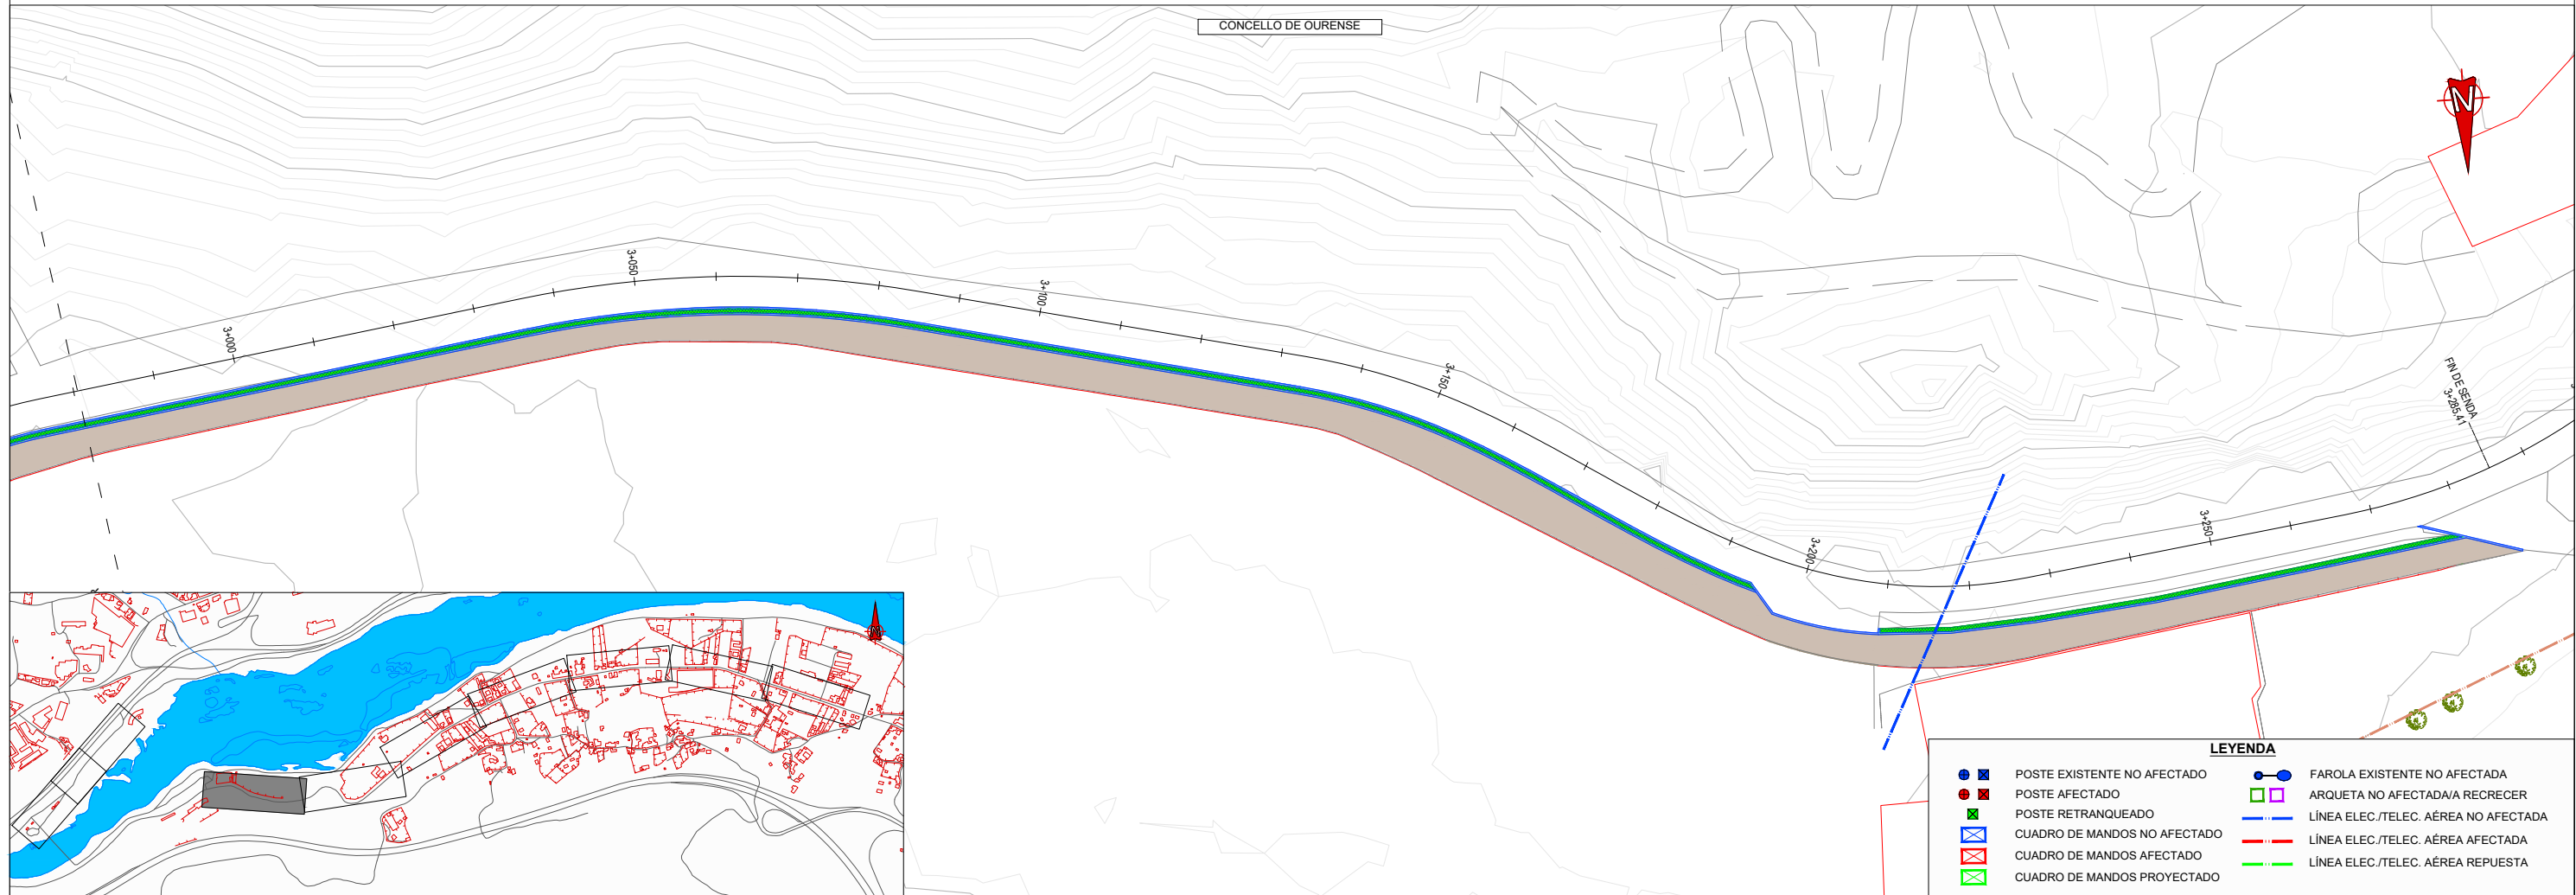 CONCELLO DE OURENSE
N
3+000
3+050
3+100
3+150
3+200
3+250
FIN DE SENDA
3+285.41
LEYENDA
POSTE EXISTENTE NO AFECTADO
POSTE AFECTADO
POSTE RETRANQUEADO
CUADRO DE MANDOS NO AFECTADO
CUADRO DE MANDOS AFECTADO
CUADRO DE MANDOS PROYECTADO
FAROLA EXISTENTE NO AFECTADA
ARQUETA NO AFECTADA/A RECRECER
LÍNEA ELEC./TELEC. AÉREA NO AFECTADA
LÍNEA ELEC./TELEC. AÉREA AFECTADA
LÍNEA ELEC./TELEC. AÉREA REPUESTA